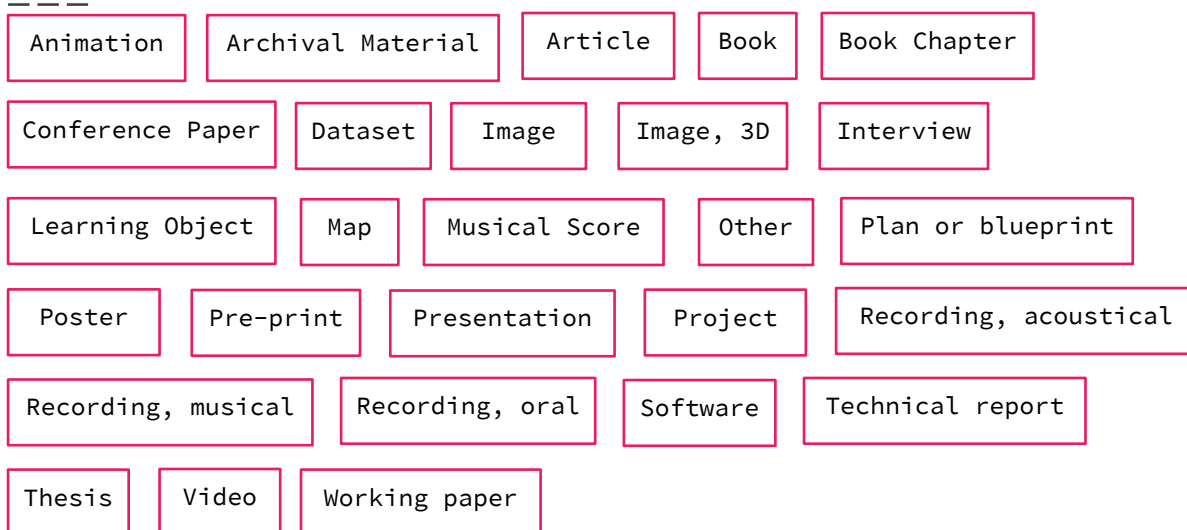 Animation Archival Material Article Book Book Chapter
Conference Paper Dataset Image Image, 3D Interview
Learning Object Map Musical Score Other Plan or blueprint
Poster Pre-print Presentation Project Recording, acoustical
Recording, musical Recording, oral Software Technical report
Thesis Video Working paper